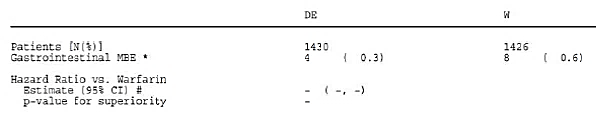 DE W
Patients [N(%)] 1430 1426
Gastrointestinal MBE * 4 ( 0.3) 8 ( 0.6)
Hazard Ratio vs. Warfarin
Estimate (95% CI) # - ( -, -)
p-value for superiority -